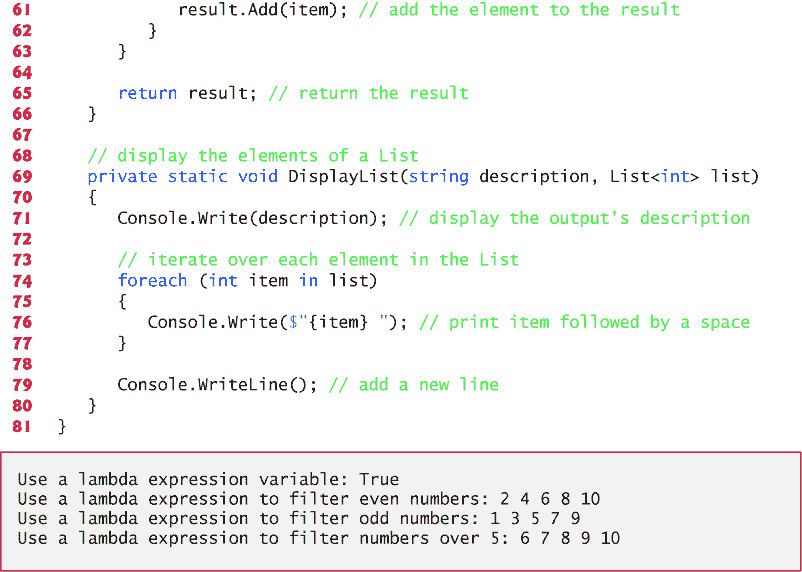 61 result.Add(item); // add the element to the result
62 }
63 }
64
65 return result; // return the result
66 }
67
68 // display the elements of a List
69 private static void DisplayList(string description, List<int> list)
70 {
71 Console.Write(description); // display the output's description
72
73 // iterate over each element in the List
74 foreach (int item in list)
75 {
76 Console.Write($"{item} "); // print item followed by a space
77 }
78
79 Console.WriteLine(); // add a new line
80 }
81 }
Use a lambda expression variable: True
Use a lambda expression to filter even numbers: 2 4 6 8 10
Use a lambda expression to filter odd numbers: 1 3 5 7 9
Use a lambda expression to filter numbers over 5: 6 7 8 9 10